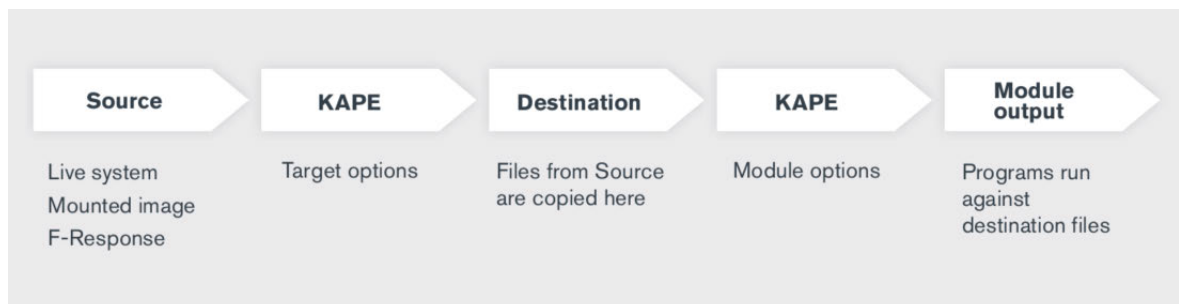 Source
KAPE
Destination
KAPE
Module
output
Live system
Mounted image
F-Response
Target options
Files from Source
are copied here
Module options
Programs run
against
destination files